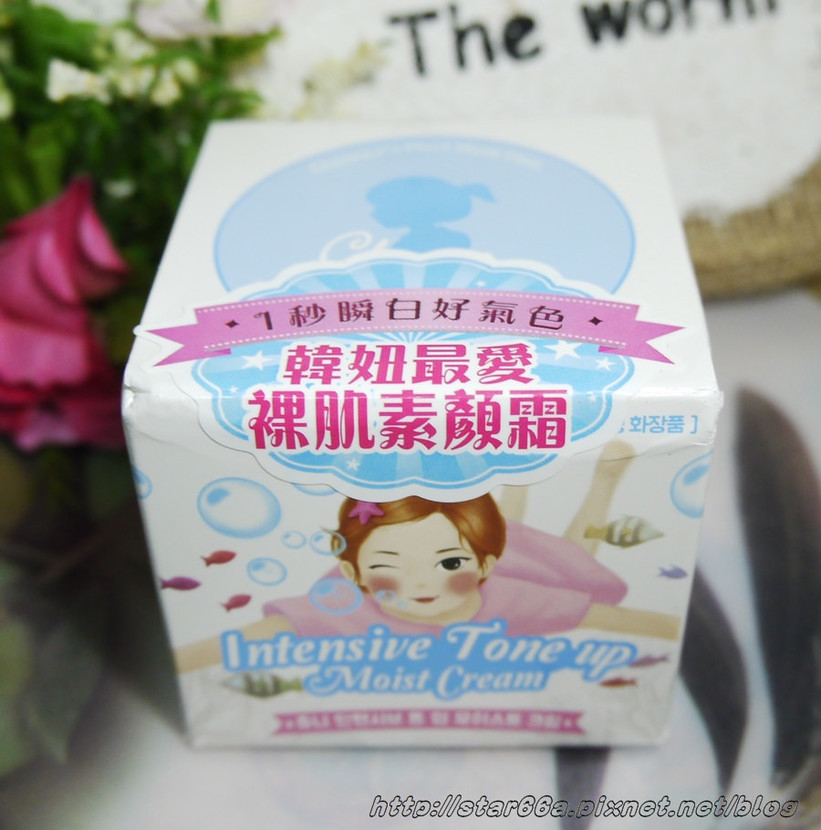 The worm
1秒瞬白好氣色
韓妞最愛
裸肌素顏霜
화장품 ]
Intensive Tone up
Moist Cream
http://star66a.pixnet.net/blog